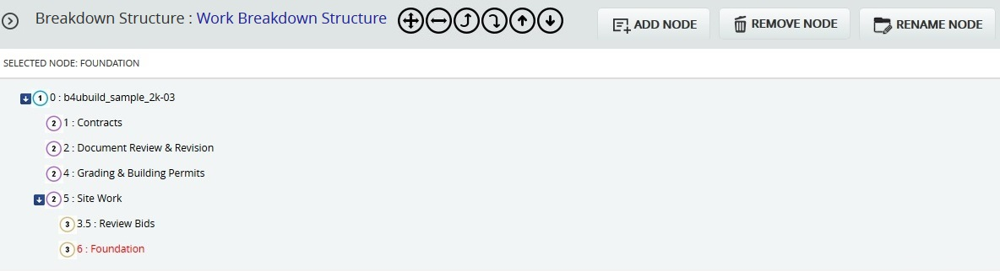 Breakdown Structure : Work Breakdown Structure ADD NODE REMOVE NODE RENAME NODE
SELECTED NODE: FOUNDATION
1 0 : b4ubuild_sample_2k-03
2 1 : Contracts
2 2 : Document Review & Revision
2 4 : Grading & Building Permits
2 5 : Site Work
3 3.5 : Review Bids
3 6 : Foundation